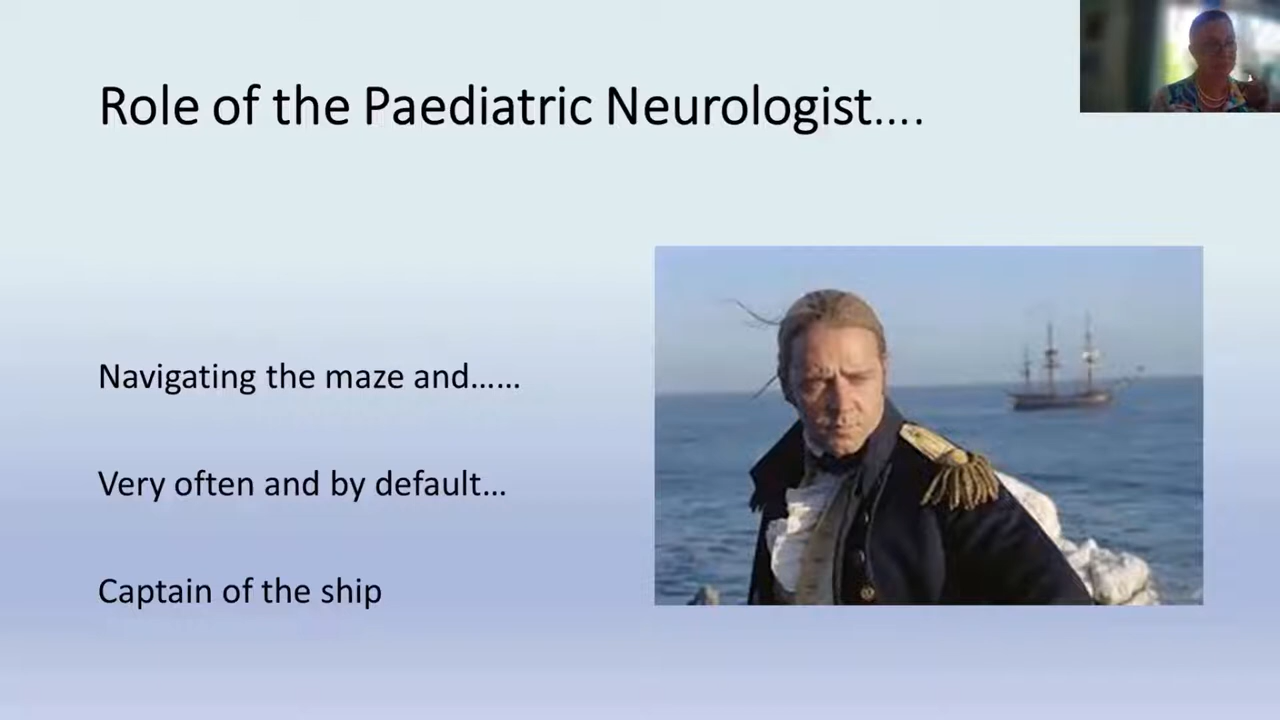 Role of the Paediatric Neurologist....
Navigating the maze and......
Very often and by default...
Captain of the ship